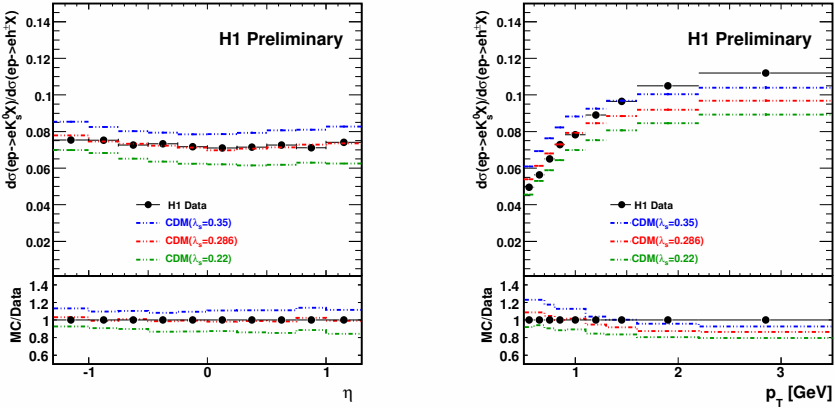 H1 Preliminary
dσ(ep->eK⁰ₛX)/dσ(ep->eh±X)
0.14
0.12
0.1
0.08
0.06
0.04
0.02
H1 Data
CDM(λₛ=0.35)
CDM(λₛ=0.286)
CDM(λₛ=0.22)
MC/Data
1.4
1.2
1
0.8
0.6
-1 0 1
η
H1 Preliminary
dσ(ep->eK⁰ₛX)/dσ(ep->eh±X)
0.14
0.12
0.1
0.08
0.06
0.04
0.02
H1 Data
CDM(λₛ=0.35)
CDM(λₛ=0.286)
CDM(λₛ=0.22)
MC/Data
1.4
1.2
1
0.8
0.6
1 2 3
p_T [GeV]